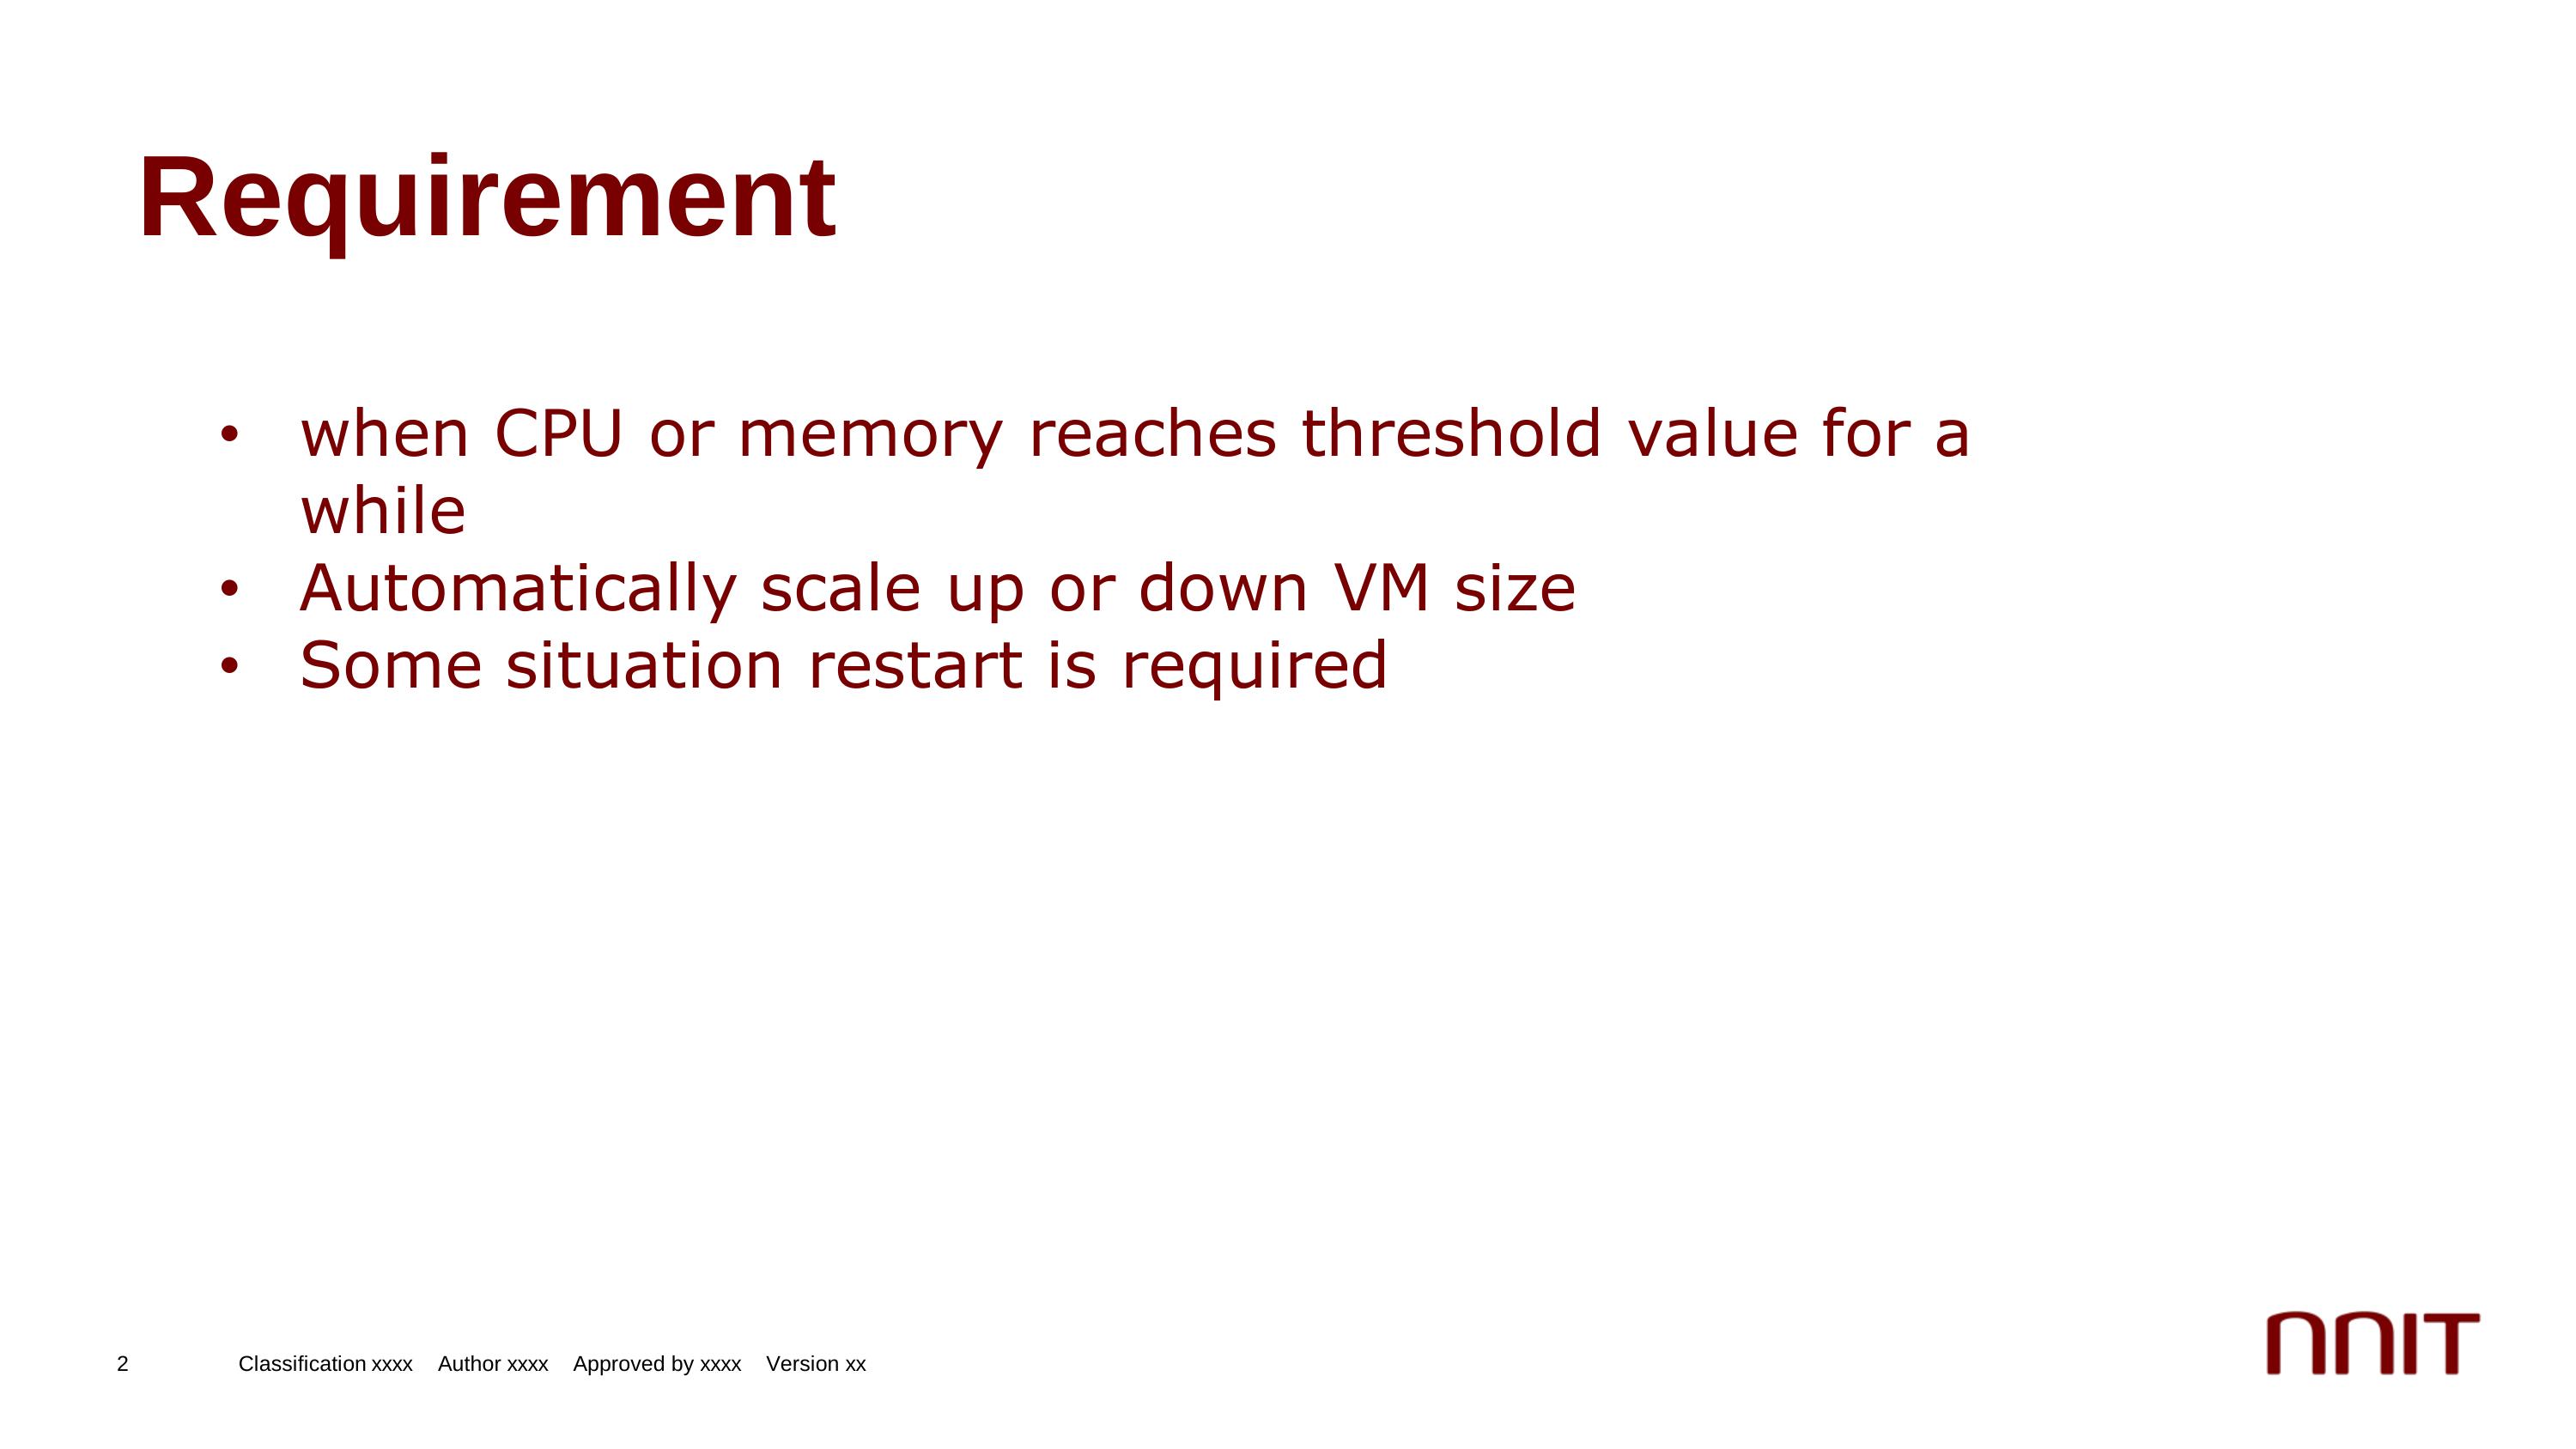 Requirement
• when CPU or memory reaches threshold value for a
while
• Automatically scale up or down VM size
• Some situation restart is required
2 Classification xxxx Author xxxx Approved by xxxx Version xx
nnIT